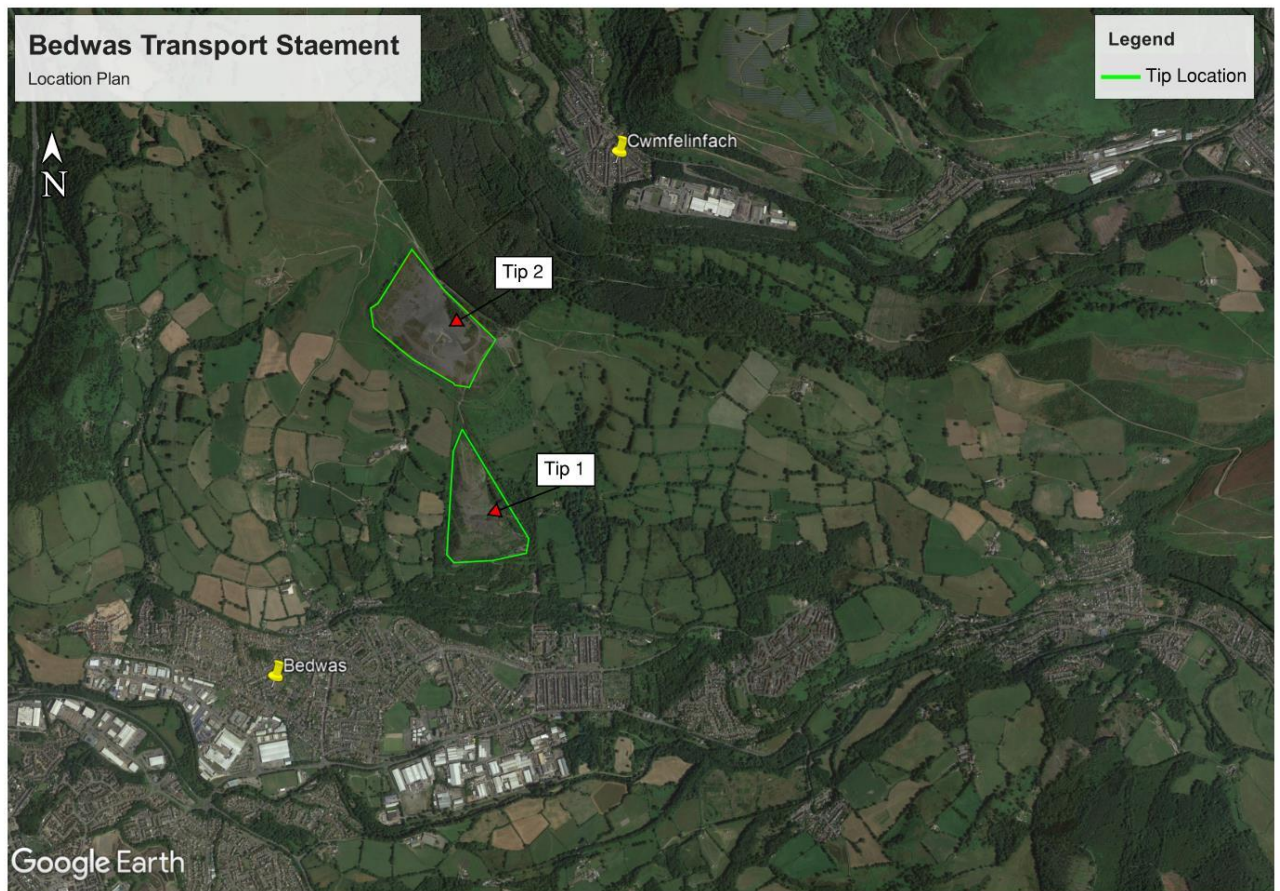 Bedwas Transport Staement
Location Plan
Legend
Tip Location
N
Cwmfelinfach
Tip 2
Tip 1
Bedwas
Google Earth